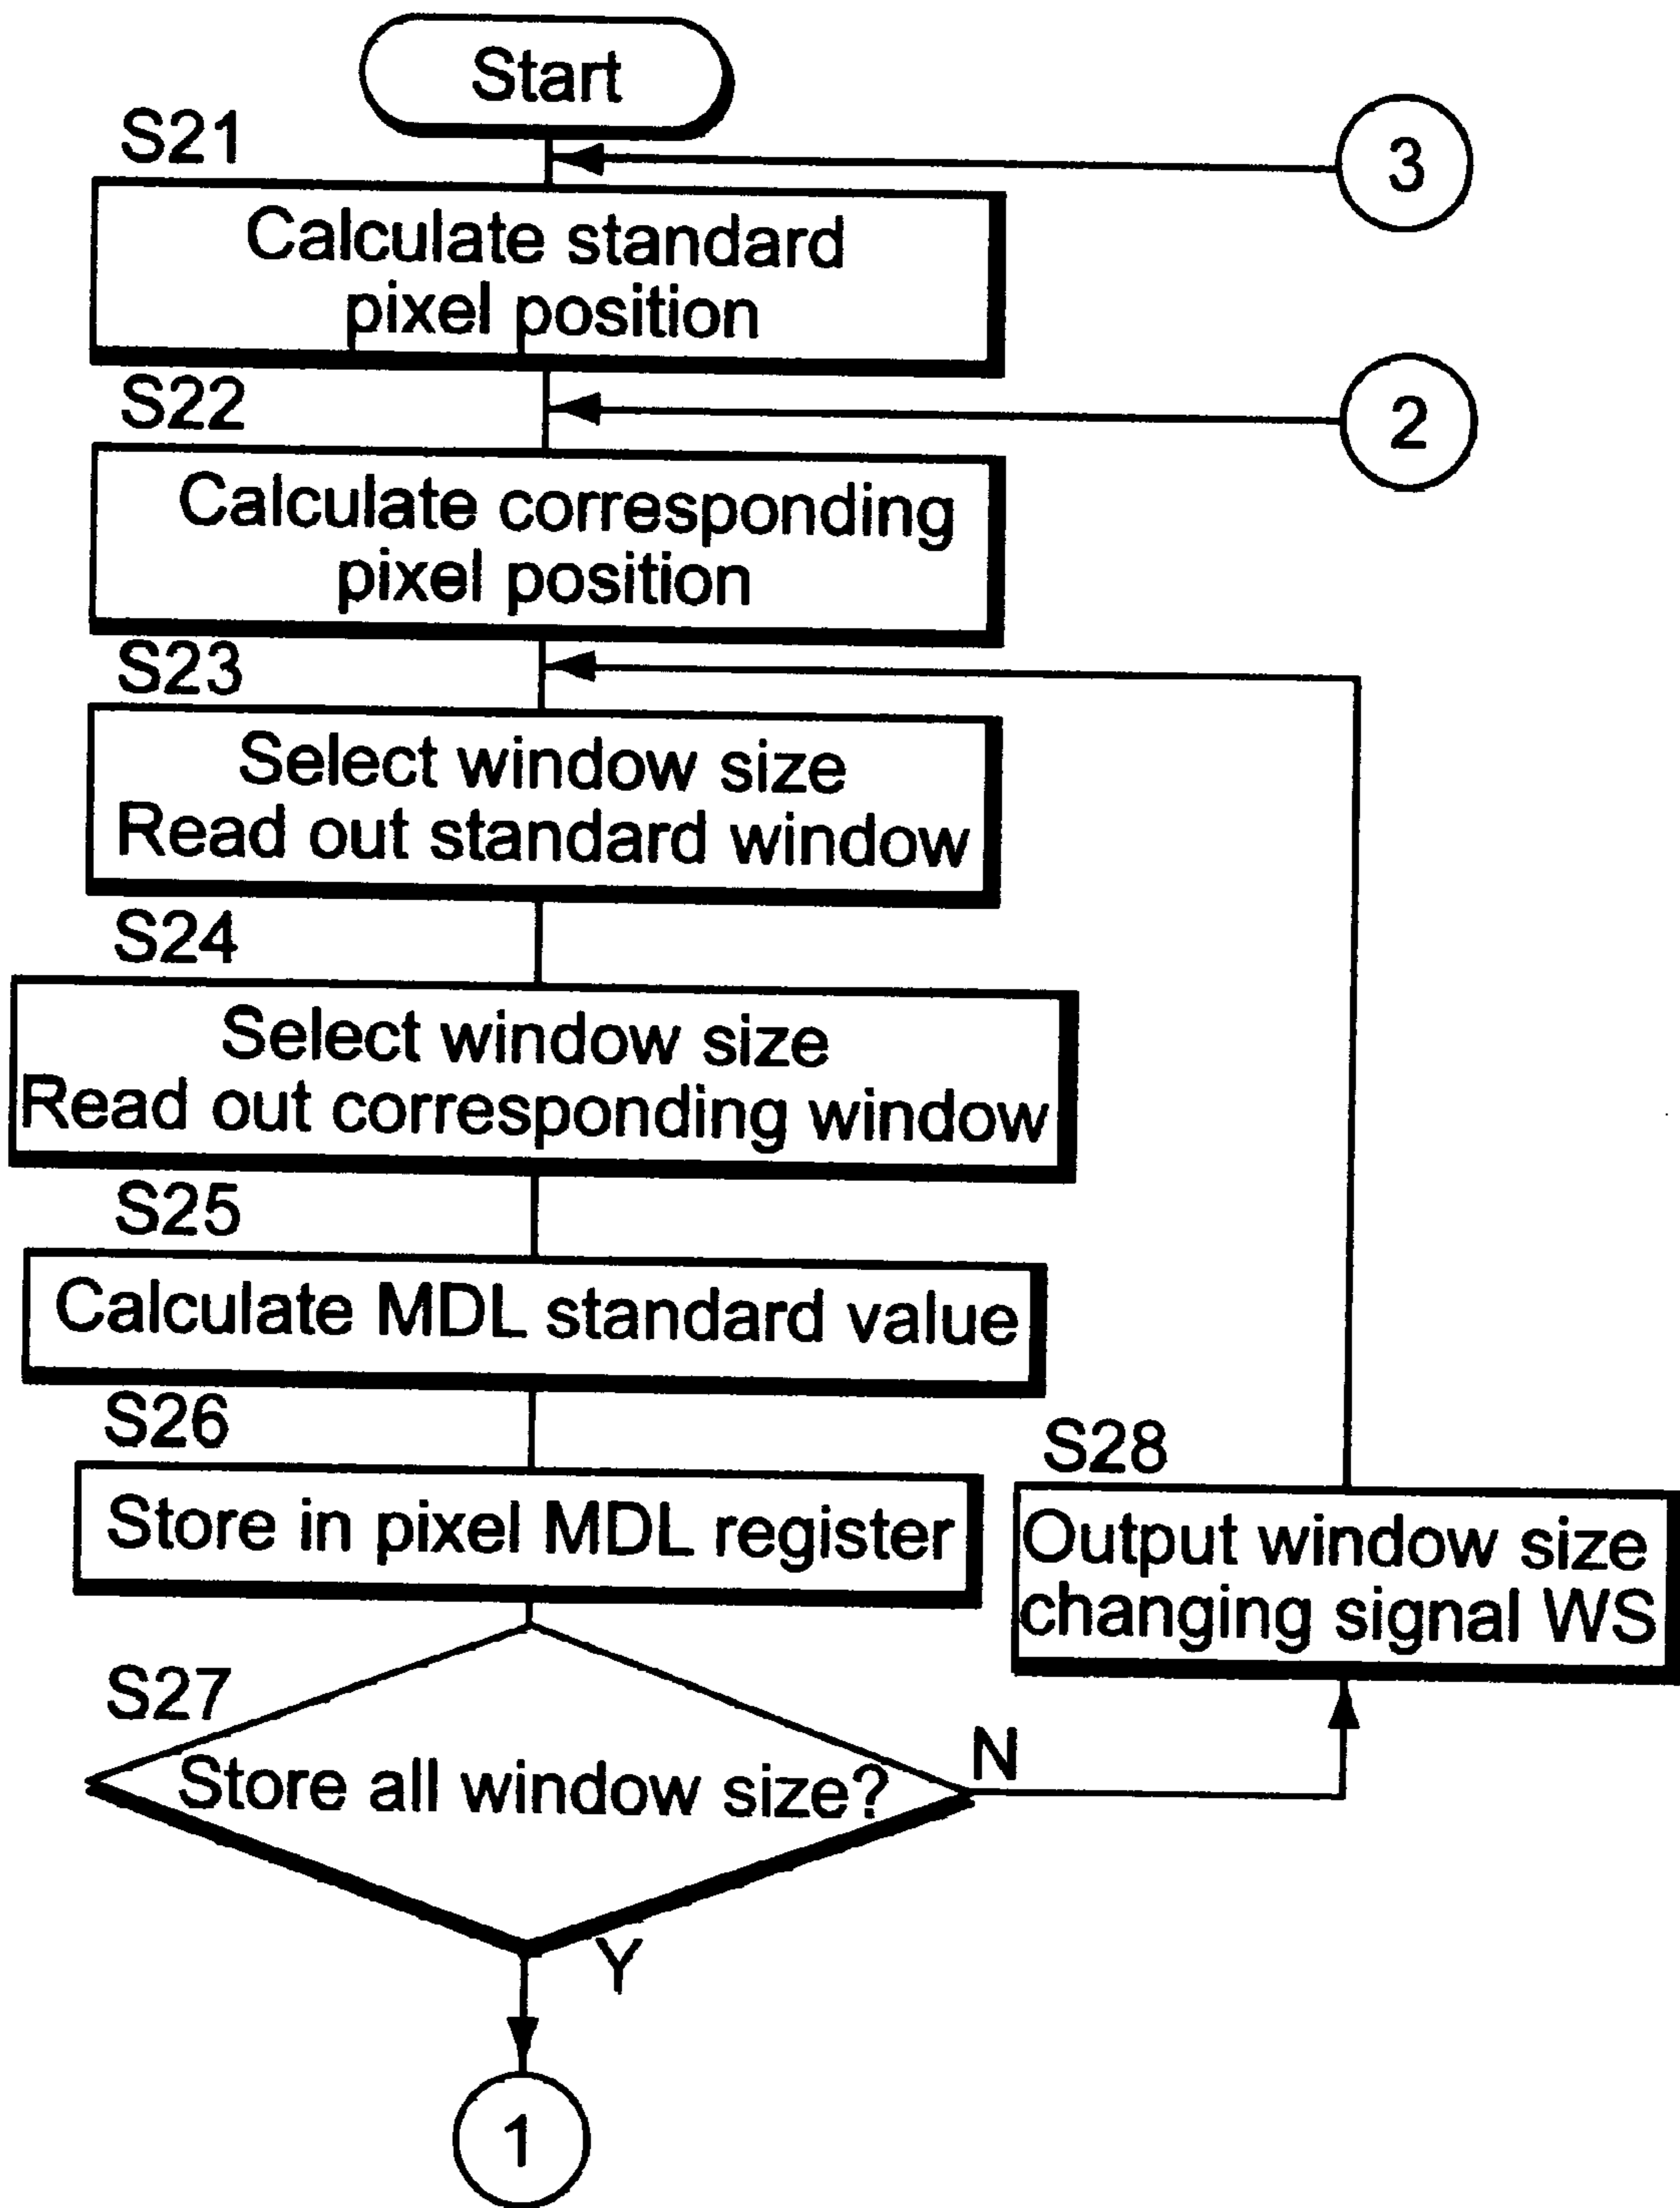 Start
S21
3
Calculate standard
pixel position
S22
2
Calculate corresponding
pixel position
S23
Select window size
Read out standard window
S24
Select window size
Read out corresponding window
S25
Calculate MDL standard value
S26
Store in pixel MDL register
S28
Output window size
changing signal WS
S27
Store all window size?
N
Y
1